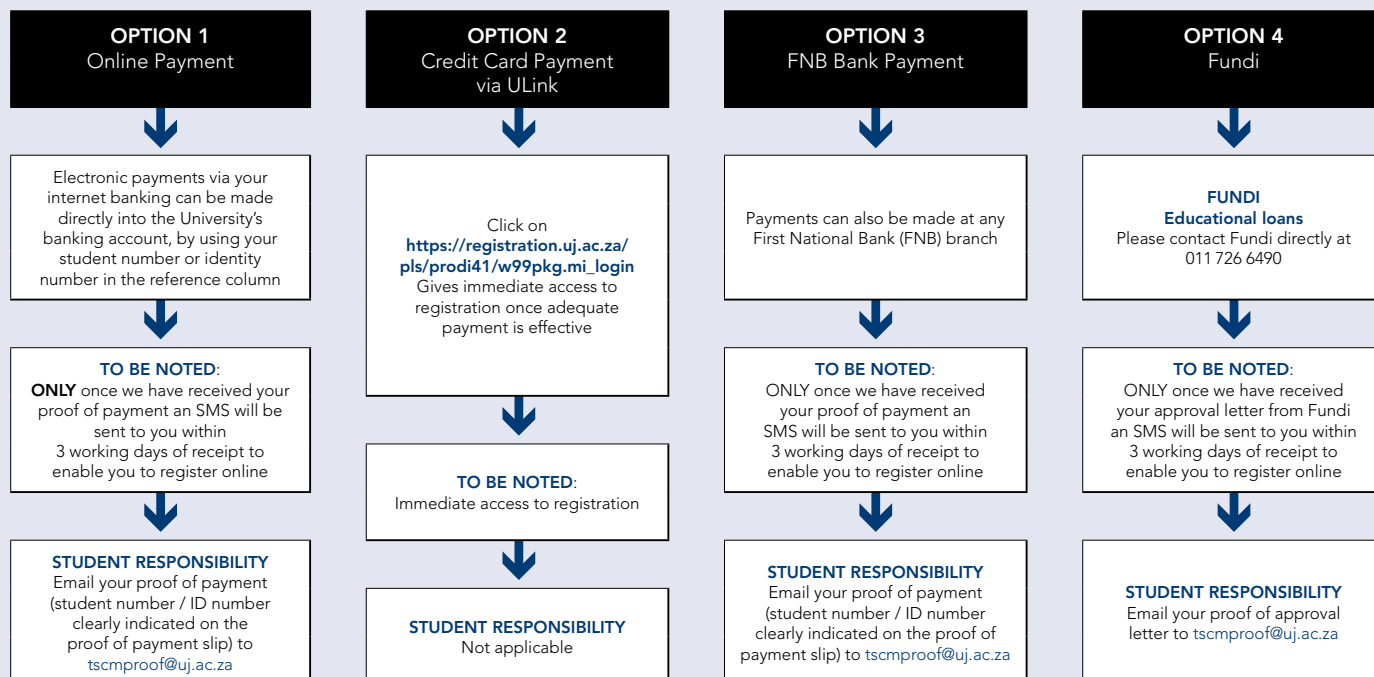 OPTION 1
Online Payment
Electronic payments via your
internet banking can be made
directly into the University's
banking account, by using your
student number or identity
number in the reference column
TO BE NOTED:
ONLY once we have received your
proof of payment an SMS will be
sent to you within
3 working days of receipt to
enable you to register online
STUDENT RESPONSIBILITY
Email your proof of payment
(student number / ID number
clearly indicated on the
proof of payment slip) to
tscmproof@uj.ac.za
OPTION 2
Credit Card Payment
via ULink
Click on
https://registration.uj.ac.za/
pls/prodi41/w99pkg.mi_login
Gives immediate access to
registration once adequate
payment is effective
TO BE NOTED:
Immediate access to registration
STUDENT RESPONSIBILITY
Not applicable
OPTION 3
FNB Bank Payment
Payments can also be made at any
First National Bank (FNB) branch
TO BE NOTED:
ONLY once we have received
your proof of payment an
SMS will be sent to you within
3 working days of receipt to
enable you to register online
STUDENT RESPONSIBILITY
Email your proof of payment
(student number / ID number
clearly indicated on the proof of
payment slip) to tscmproof@uj.ac.za
OPTION 4
Fundi
FUNDI
Educational loans
Please contact Fundi directly at
011 726 6490
TO BE NOTED:
ONLY once we have received
your approval letter from Fundi
an SMS will be sent to you within
3 working days of receipt to
enable you to register online
STUDENT RESPONSIBILITY
Email your proof of approval
letter to tscmproof@uj.ac.za